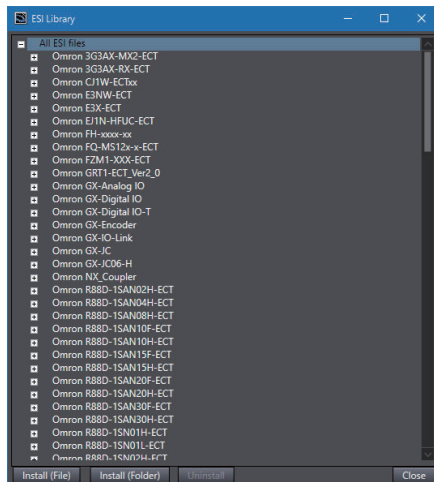 ESI Library
All ESI files
Omron 3G3AX-MX2-ECT
Omron 3G3AX-RX-ECT
Omron CJ1W-ECTxx
Omron E3NW-ECT
Omron E3X-ECT
Omron EJ1N-HFUC-ECT
Omron FH-xxxx-xx
Omron FQ-MS12x-x-ECT
Omron FZM1-XXX-ECT
Omron GRT1-ECT_Ver2_0
Omron GX-Analog IO
Omron GX-Digital IO
Omron GX-Digital IO-T
Omron GX-Encoder
Omron GX-IO-Link
Omron GX-JC
Omron GX-JC06-H
Omron NX_Coupler
Omron R88D-1SAN02H-ECT
Omron R88D-1SAN04H-ECT
Omron R88D-1SAN08H-ECT
Omron R88D-1SAN10F-ECT
Omron R88D-1SAN10H-ECT
Omron R88D-1SAN15F-ECT
Omron R88D-1SAN15H-ECT
Omron R88D-1SAN20F-ECT
Omron R88D-1SAN20H-ECT
Omron R88D-1SAN30F-ECT
Omron R88D-1SAN30H-ECT
Omron R88D-1SN01H-ECT
Omron R88D-1SN01L-ECT
Omron R88D-1SN02H-ECT
Install (File) Install (Folder) Uninstall Close